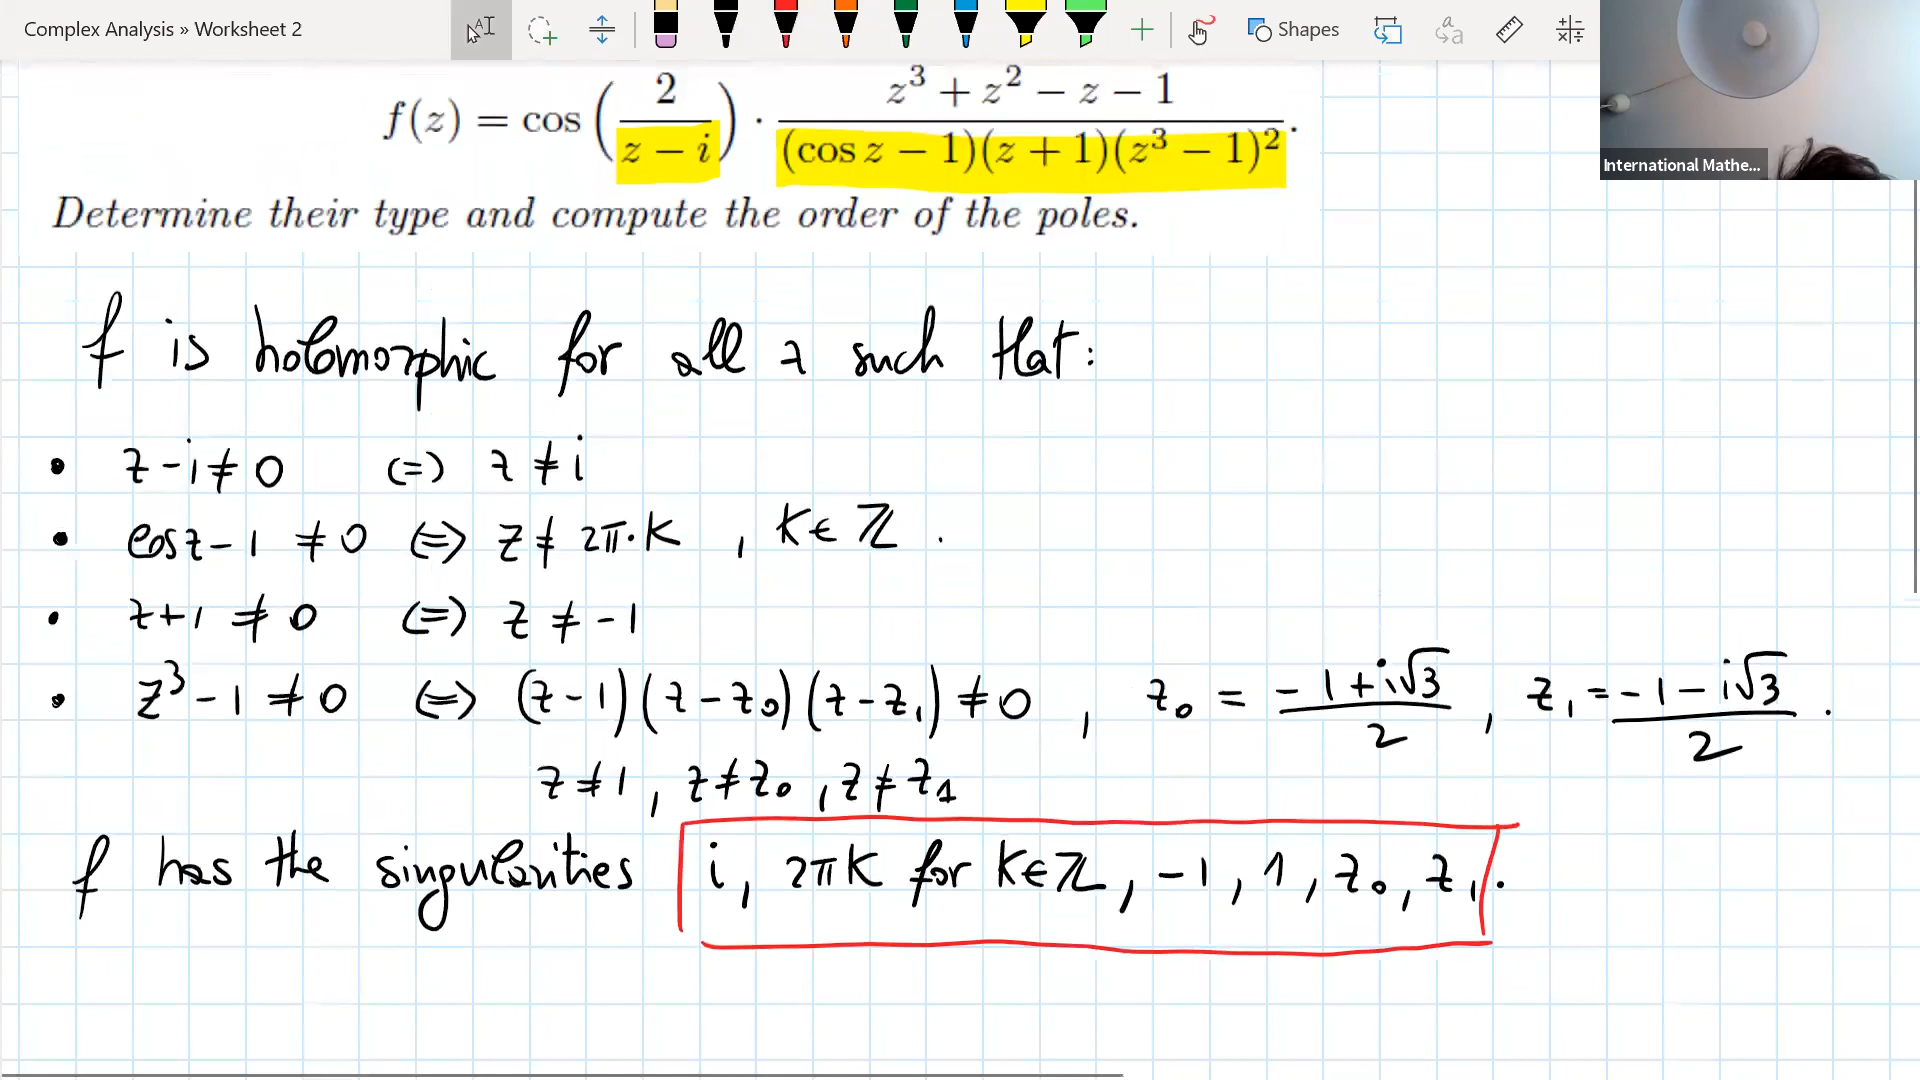 Complex Analysis » Worksheet 2
Shapes
International Mathe...
f(z) = cos (2/(z − i)) · (z³ + z² − z − 1)/((cos z − 1)(z + 1)(z³ − 1)²).
Determine their type and compute the order of the poles.
f is holomorphic for all z such that:
• z - i ≠ 0 (=) z ≠ i
• cos z - 1 ≠ 0 (=) z ≠ 2π·k , k ∈ ℤ .
• z + 1 ≠ 0 (=) z ≠ -1
• z³ - 1 ≠ 0 (=) (z - 1)(z - z₀)(z - z₁) ≠ 0 , z₀ = (-1 + i√3)/2 , z₁ = (-1 - i√3)/2 .
z ≠ 1 , z ≠ z₀ , z ≠ z₁
f has the singularities i, 2πk for k ∈ ℤ, -1, 1, z₀, z₁.